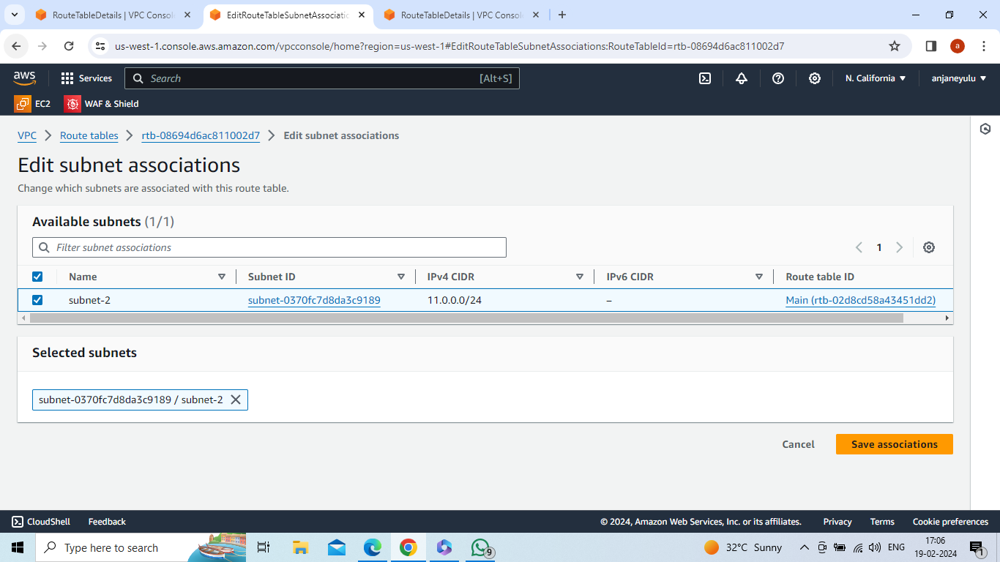 RouteTableDetails | VPC Consol
EditRouteTableSubnetAssociatio
RouteTableDetails | VPC Consol
us-west-1.console.aws.amazon.com/vpcconsole/home?region=us-west-1#EditRouteTableSubnetAssociations:RouteTableId=rtb-08694d6ac811002d7
a
aws
Services
Search
[Alt+S]
N. California
anjaneyulu
EC2
WAF & Shield
VPC
Route tables
rtb-08694d6ac811002d7
Edit subnet associations
Edit subnet associations
Change which subnets are associated with this route table.
Available subnets (1/1)
Filter subnet associations
1
Name
Subnet ID
IPv4 CIDR
IPv6 CIDR
Route table ID
subnet-2
subnet-0370fc7d8da3c9189
11.0.0.0/24
–
Main (rtb-02d8cd58a43451dd2)
Selected subnets
subnet-0370fc7d8da3c9189 / subnet-2
Cancel
Save associations
CloudShell
Feedback
© 2024, Amazon Web Services, Inc. or its affiliates.
Privacy
Terms
Cookie preferences
Type here to search
9
32°C Sunny
ENG
17:06
19-02-2024
1